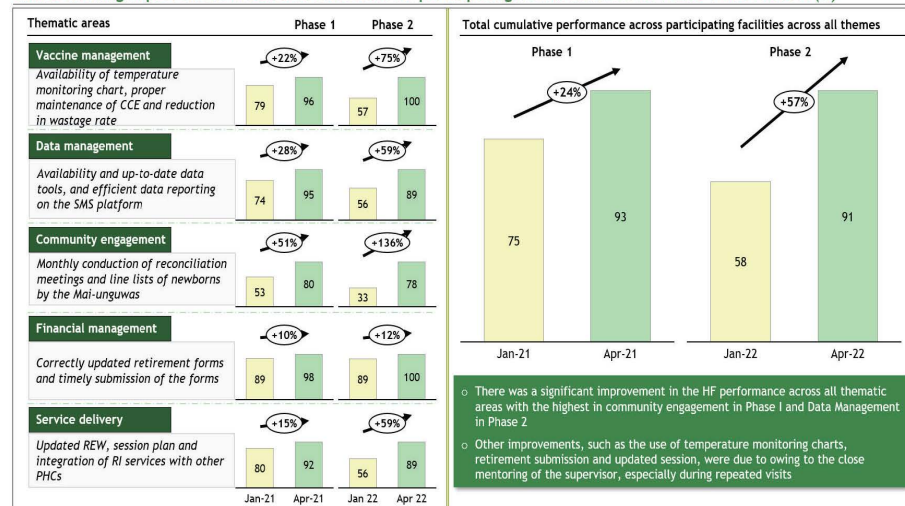 Thematic areas
Phase 1
Phase 2
Vaccine management
Availability of temperature
monitoring chart, proper
maintenance of CCE and reduction
in wastage rate
+22%
79
96
+75%
57
100
Data management
Availability and up-to-date data
tools, and efficient data reporting
on the SMS platform
+28%
74
95
+59%
56
89
Community engagement
Monthly conduction of reconciliation
meetings and line lists of newborns
by the Mai-unguwas
+51%
53
80
+136%
33
78
Financial management
Correctly updated retirement forms
and timely submission of the forms
+10%
89
98
+12%
89
100
Service delivery
Updated REW, session plan and
integration of RI services with other
PHCs
+15%
80
92
+59%
56
89
Jan-21
Apr-21
Jan 22
Apr 22
Total cumulative performance across participating facilities across all themes
Phase 1
+24%
75
93
Jan-21
Apr-21
Phase 2
+57%
58
91
Jan-22
Apr-22
○ There was a significant improvement in the HF performance across all thematic
areas with the highest in community engagement in Phase I and Data Management
in Phase 2
○ Other improvements, such as the use of temperature monitoring charts,
retirement submission and updated session, were due to owing to the close
mentoring of the supervisor, especially during repeated visits